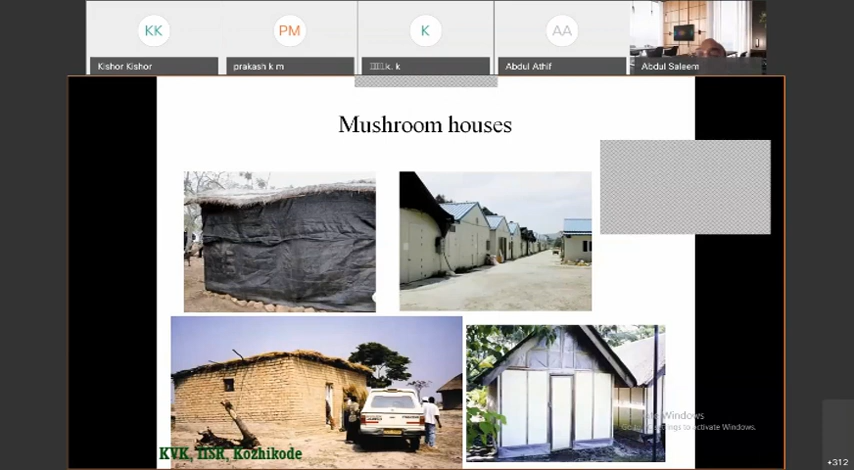 KK
PM
K
AA
Kishor Kishor
prakash k m
k. k
Abdul Athif
Abdul Saleem
Mushroom houses
Windows
to activate Windows.
KVK, IISR, Kozhikode
+312